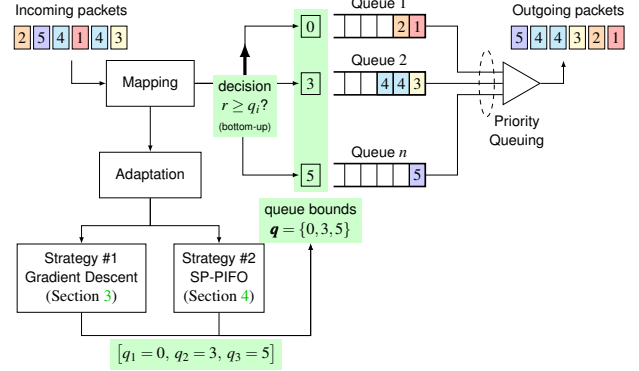 Incoming packets
2 5 4 1 4 3
Mapping
Adaptation
Strategy #1
Gradient Descent
(Section 3)
Strategy #2
SP-PIFO
(Section 4)
[q₁ = 0, q₂ = 3, q₃ = 5]
decision
r ≥ qᵢ?
(bottom-up)
0
3
5
queue bounds
q = {0,3,5}
Queue 1
2 1
Queue 2
4 4 3
Queue n
5
Priority
Queuing
Outgoing packets
5 4 4 3 2 1